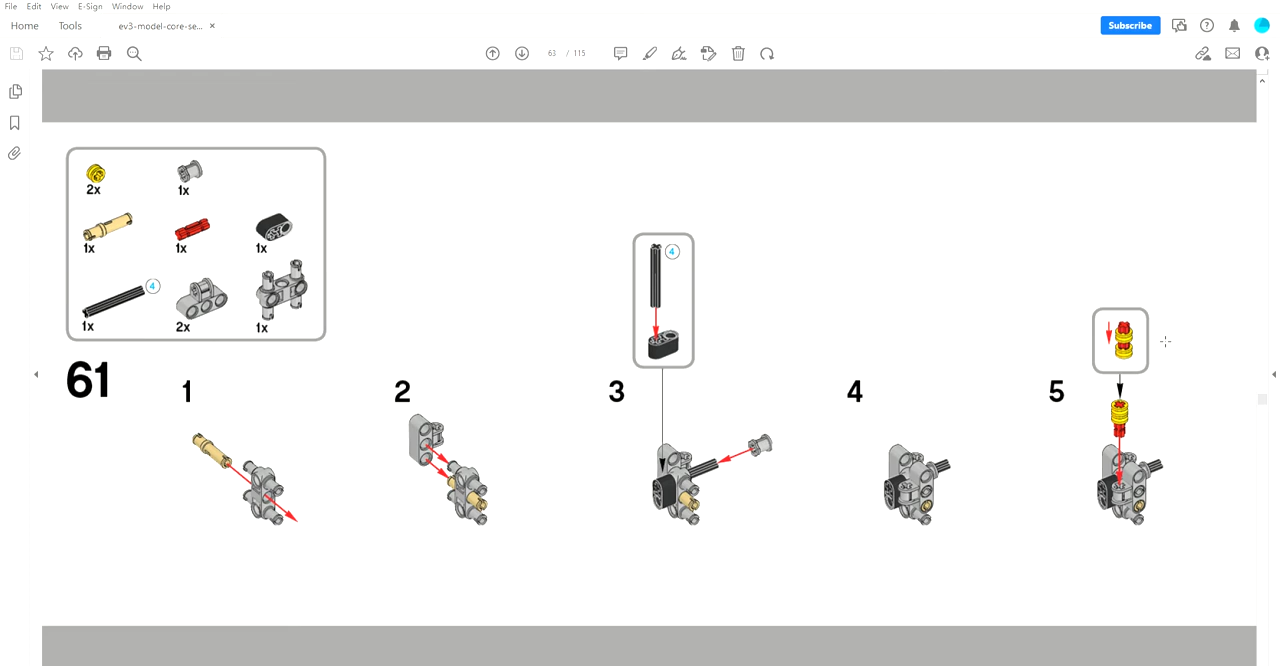 File Edit View E-Sign Window Help
Home Tools ev3-model-core-se... ×
Subscribe
63 / 115
2x 1x
1x 1x 1x
4
1x 2x 1x
4
61
1 2 3 4 5